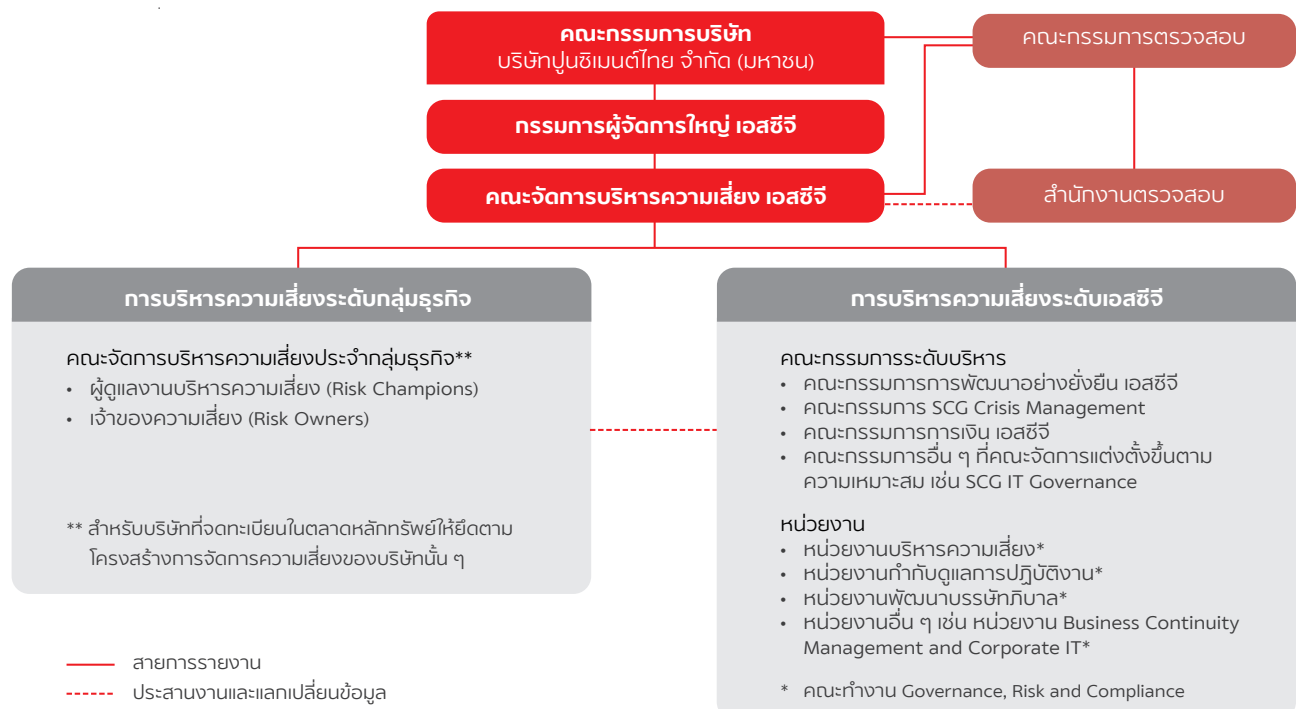 คณะกรรมการบริษัท
บริษัทปูนซิเมนต์ไทย จำกัด (มหาชน)
คณะกรรมการตรวจสอบ
กรรมการผู้จัดการใหญ่ เอสซีจี
คณะจัดการบริหารความเสี่ยง เอสซีจี
สำนักงานตรวจสอบ
การบริหารความเสี่ยงระดับกลุ่มธุรกิจ
คณะจัดการบริหารความเสี่ยงประจำกลุ่มธุรกิจ**
• ผู้ดูแลงานบริหารความเสี่ยง (Risk Champions)
• เจ้าของความเสี่ยง (Risk Owners)
** สำหรับบริษัทที่จดทะเบียนในตลาดหลักทรัพย์ให้ยึดตาม
โครงสร้างการจัดการความเสี่ยงของบริษัทนั้น ๆ
การบริหารความเสี่ยงระดับเอสซีจี
คณะกรรมการระดับบริหาร
• คณะกรรมการการพัฒนาอย่างยั่งยืน เอสซีจี
• คณะกรรมการ SCG Crisis Management
• คณะกรรมการการเงิน เอสซีจี
• คณะกรรมการอื่น ๆ ที่คณะจัดการแต่งตั้งขึ้นตาม
ความเหมาะสม เช่น SCG IT Governance
หน่วยงาน
• หน่วยงานบริหารความเสี่ยง*
• หน่วยงานกำกับดูแลการปฏิบัติงาน*
• หน่วยงานพัฒนาบรรษัทภิบาล*
• หน่วยงานอื่น ๆ เช่น หน่วยงาน Business Continuity
Management and Corporate IT*
* คณะทำงาน Governance, Risk and Compliance
สายการรายงาน
ประสานงานและแลกเปลี่ยนข้อมูล